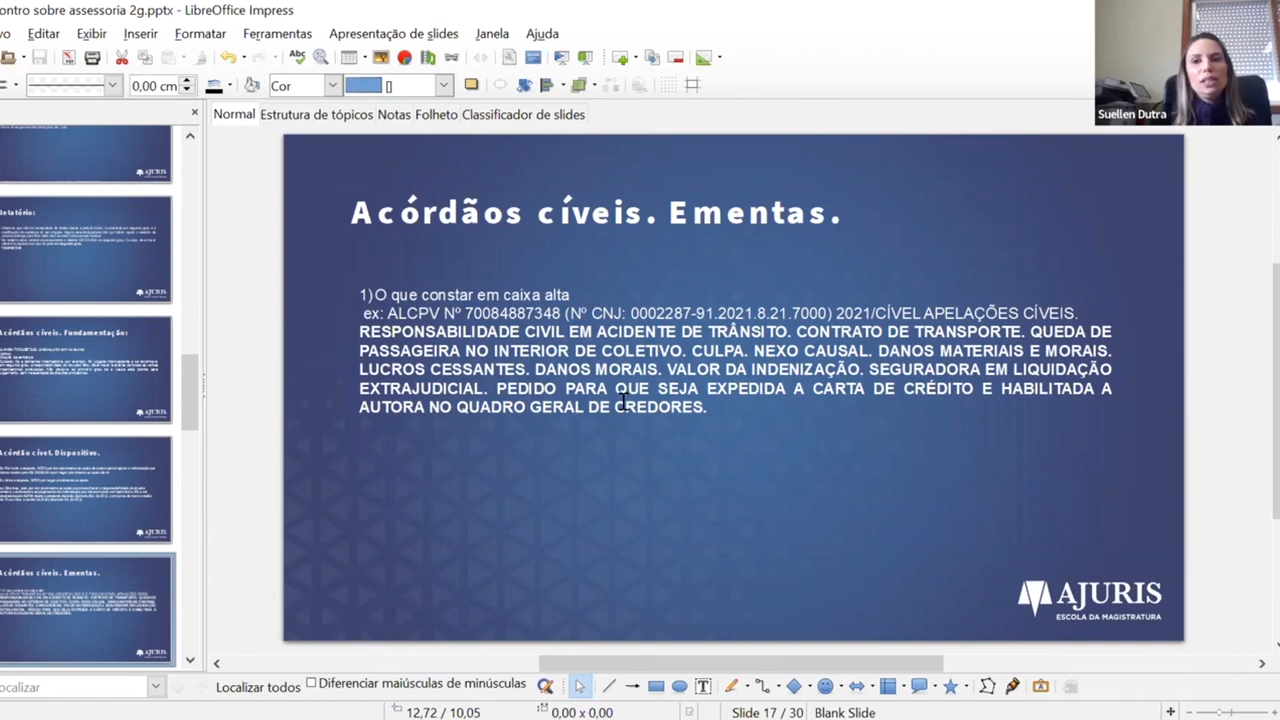 ontro sobre assessoria 2g.pptx - LibreOffice Impress
vo Editar Exibir Inserir Formatar Ferramentas Apresentação de slides Janela Ajuda
0,00 cm Cor
Normal Estrutura de tópicos Notas Folheto Classificador de slides
Suellen Dutra
AJURIS
Relatório:
AJURIS
Acórdãos cíveis. Fundamentação:
AJURIS
Acórdão cível. Dispositivo.
AJURIS
Acórdãos cíveis. Ementas.
AJURIS
Acórdãos cíveis. Ementas.
1)O que constar em caixa alta
ex: ALCPV Nº 70084887348 (Nº CNJ: 0002287-91.2021.8.21.7000) 2021/CÍVEL APELAÇÕES CÍVEIS.
RESPONSABILIDADE CIVIL EM ACIDENTE DE TRÂNSITO. CONTRATO DE TRANSPORTE. QUEDA DE
PASSAGEIRA NO INTERIOR DE COLETIVO. CULPA. NEXO CAUSAL. DANOS MATERIAIS E MORAIS.
LUCROS CESSANTES. DANOS MORAIS. VALOR DA INDENIZAÇÃO. SEGURADORA EM LIQUIDAÇÃO
EXTRAJUDICIAL. PEDIDO PARA QUE SEJA EXPEDIDA A CARTA DE CRÉDITO E HABILITADA A
AUTORA NO QUADRO GERAL DE CREDORES.
AJURIS
ESCOLA DA MAGISTRATURA
ocalizar Localizar todos Diferenciar maiúsculas de minúsculas
12,72 / 10,05 0,00 x 0,00 Slide 17 / 30 Blank Slide